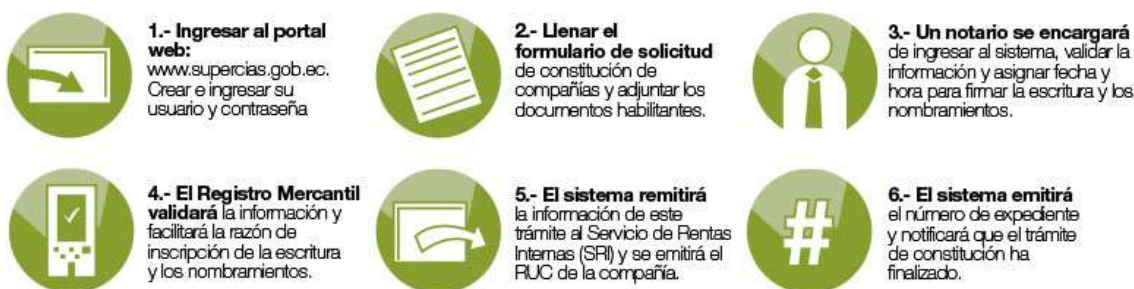 1.- Ingresar al portal
web:
www.supercias.gob.ec.
Crear e ingresar su
usuario y contraseña
2.- Llenar el
formulario de solicitud
de constitución de
compañías y adjuntar los
documentos habilitantes.
3.- Un notario se encargará
de ingresar al sistema, validar la
información y asignar fecha y
hora para firmar la escritura y los
nombramientos.
4.- El Registro Mercantil
validará la información y
facilitará la razón de
inscripción de la escritura
y los nombramientos.
5.- El sistema remitirá
la información de este
trámite al Servicio de Rentas
Internas (SRI) y se emitirá el
RUC de la compañía.
#
6.- El sistema emitirá
el número de expediente
y notificará que el trámite
de constitución ha
finalizado.